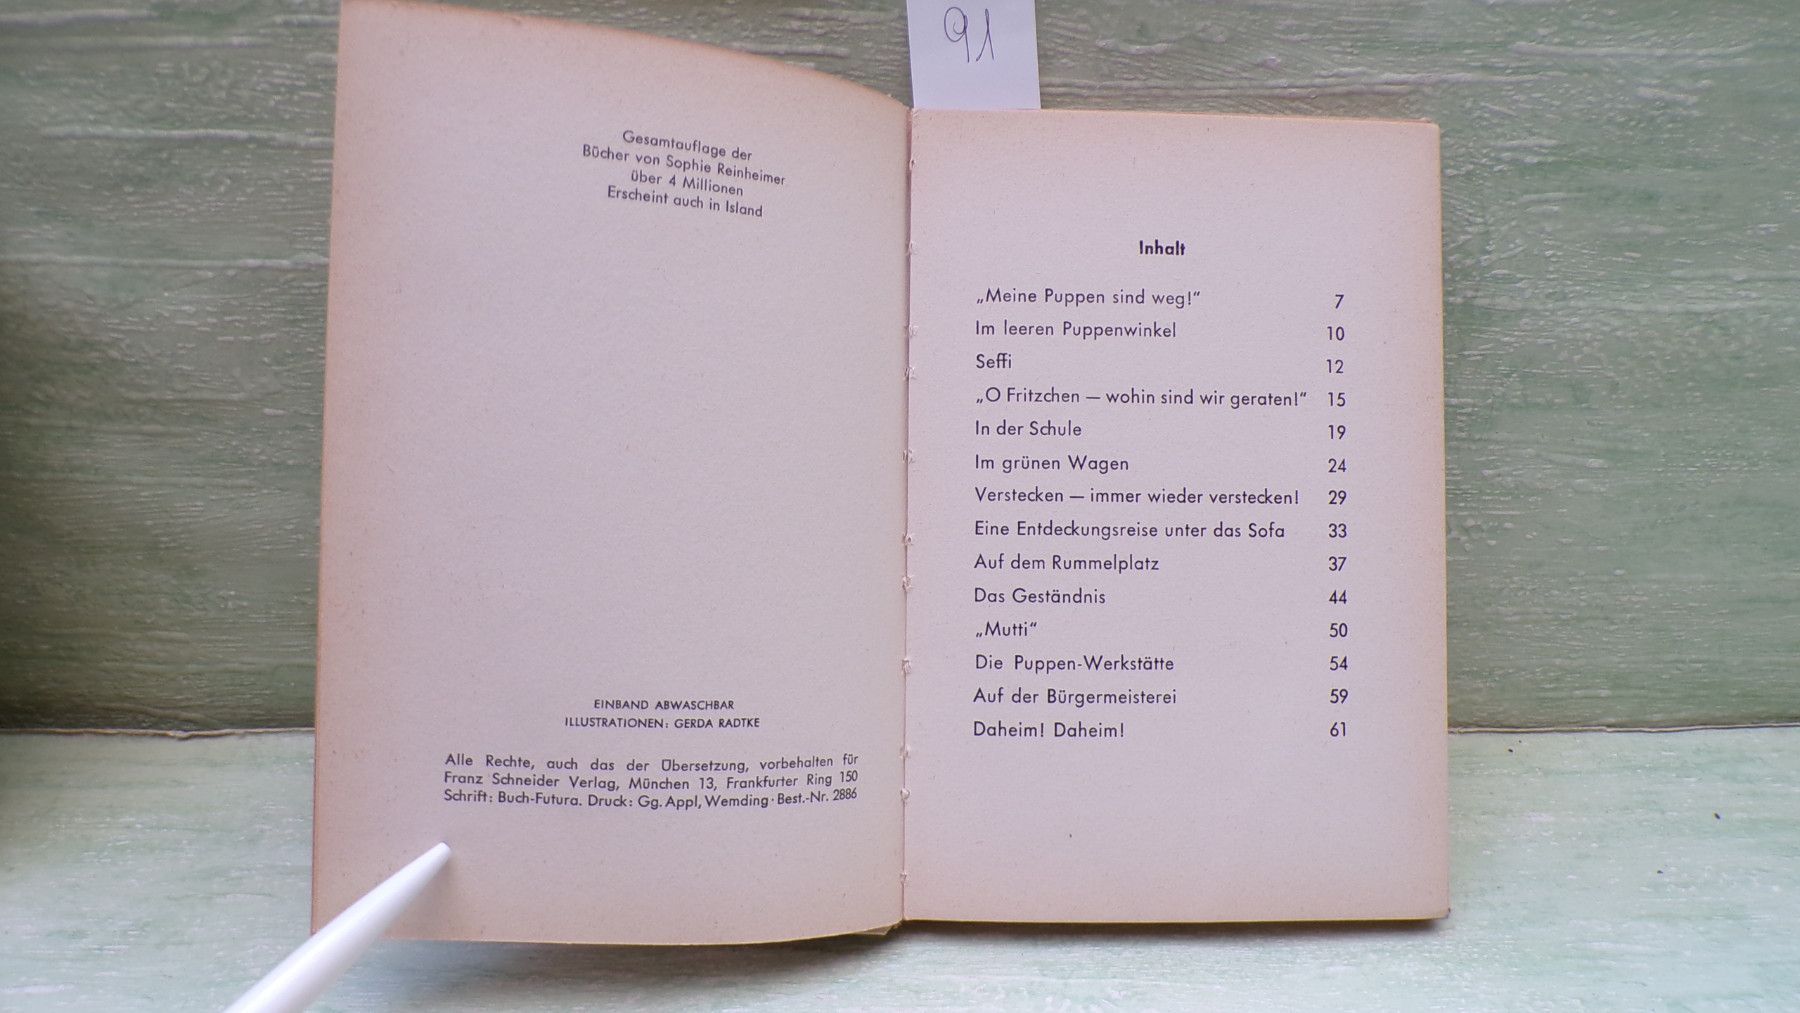 91
Gesamtauflage der
Bücher von Sophie Reinheimer
über 4 Millionen
Erscheint auch in Island
EINBAND ABWASCHBAR
ILLUSTRATIONEN: GERDA RADTKE
Alle Rechte, auch das der Übersetzung, vorbehalten für
Franz Schneider Verlag, München 13, Frankfurter Ring 150
Schrift: Buch-Futura. Druck: Gg. Appl, Wemding · Best.-Nr. 2886
Inhalt
„Meine Puppen sind weg!“ 7
Im leeren Puppenwinkel 10
Seffi 12
„O Fritzchen — wohin sind wir geraten!“ 15
In der Schule 19
Im grünen Wagen 24
Verstecken — immer wieder verstecken! 29
Eine Entdeckungsreise unter das Sofa 33
Auf dem Rummelplatz 37
Das Geständnis 44
„Mutti“ 50
Die Puppen-Werkstätte 54
Auf der Bürgermeisterei 59
Daheim! Daheim! 61